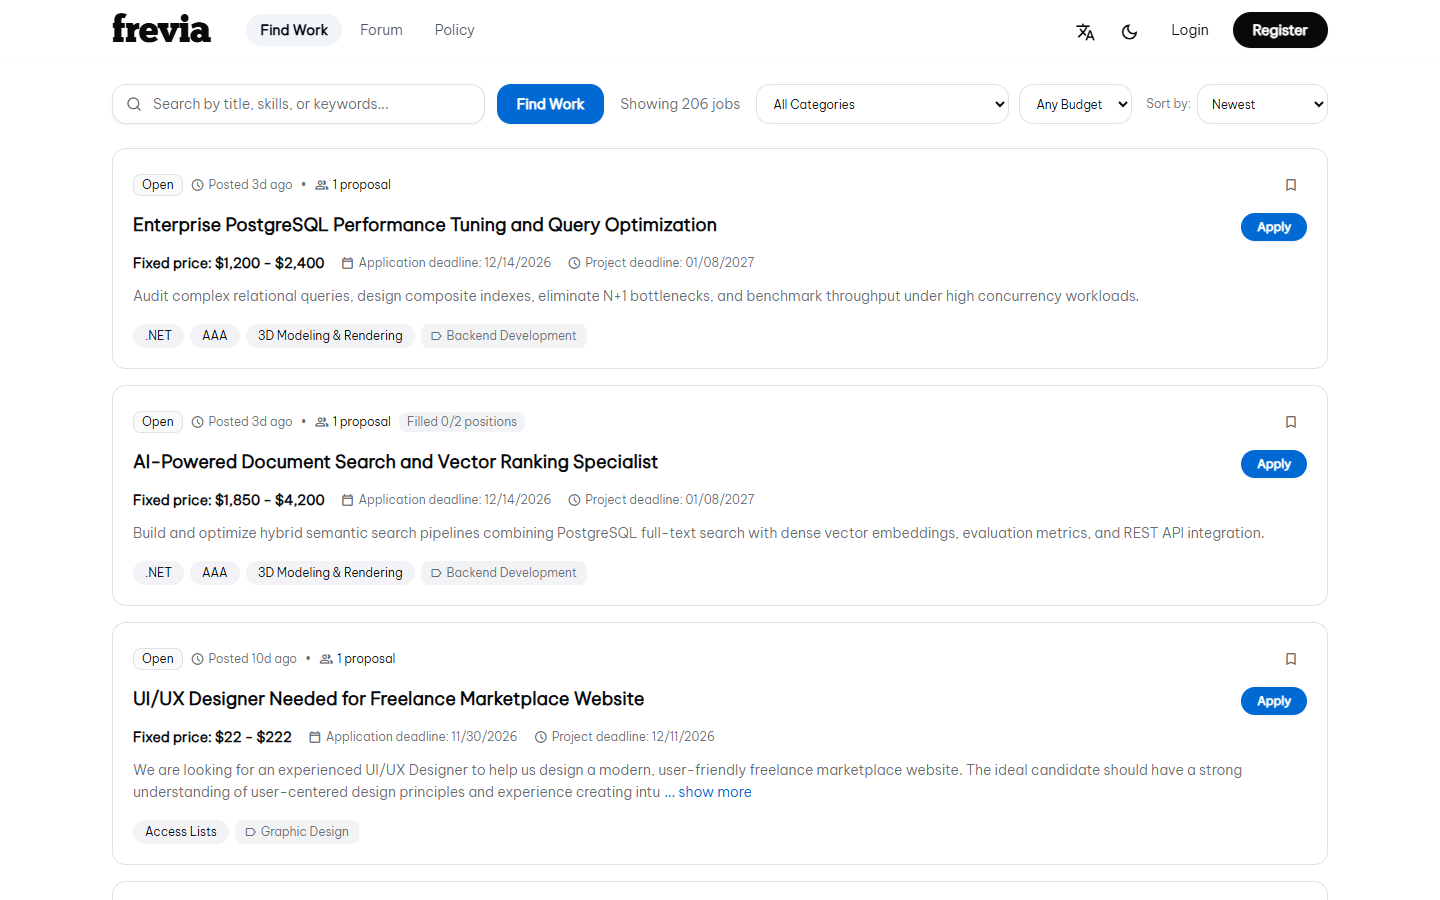 frevia Find Work Forum Policy Login Register
Search by title, skills, or keywords... Find Work Showing 206 jobs All Categories Any Budget Sort by: Newest
Open Posted 3d ago • 1 proposal
Enterprise PostgreSQL Performance Tuning and Query Optimization
Apply
Fixed price: $1,200 - $2,400 Application deadline: 12/14/2026 Project deadline: 01/08/2027
Audit complex relational queries, design composite indexes, eliminate N+1 bottlenecks, and benchmark throughput under high concurrency workloads.
.NET AAA 3D Modeling & Rendering Backend Development
Open Posted 3d ago • 1 proposal Filled 0/2 positions
AI-Powered Document Search and Vector Ranking Specialist
Apply
Fixed price: $1,850 - $4,200 Application deadline: 12/14/2026 Project deadline: 01/08/2027
Build and optimize hybrid semantic search pipelines combining PostgreSQL full-text search with dense vector embeddings, evaluation metrics, and REST API integration.
.NET AAA 3D Modeling & Rendering Backend Development
Open Posted 10d ago • 1 proposal
UI/UX Designer Needed for Freelance Marketplace Website
Apply
Fixed price: $22 - $222 Application deadline: 11/30/2026 Project deadline: 12/11/2026
We are looking for an experienced UI/UX Designer to help us design a modern, user-friendly freelance marketplace website. The ideal candidate should have a strong
understanding of user-centered design principles and experience creating intu ... show more
Access Lists Graphic Design